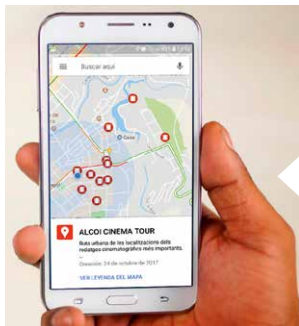 Buscar aquí
ALCOI CINEMA TOUR
Ruta urbana de les localitzacions dels
rodatges cinematogràfics més importants.
Creación: 24 de octubre de 2017
VER LEYENDA DEL MAPA